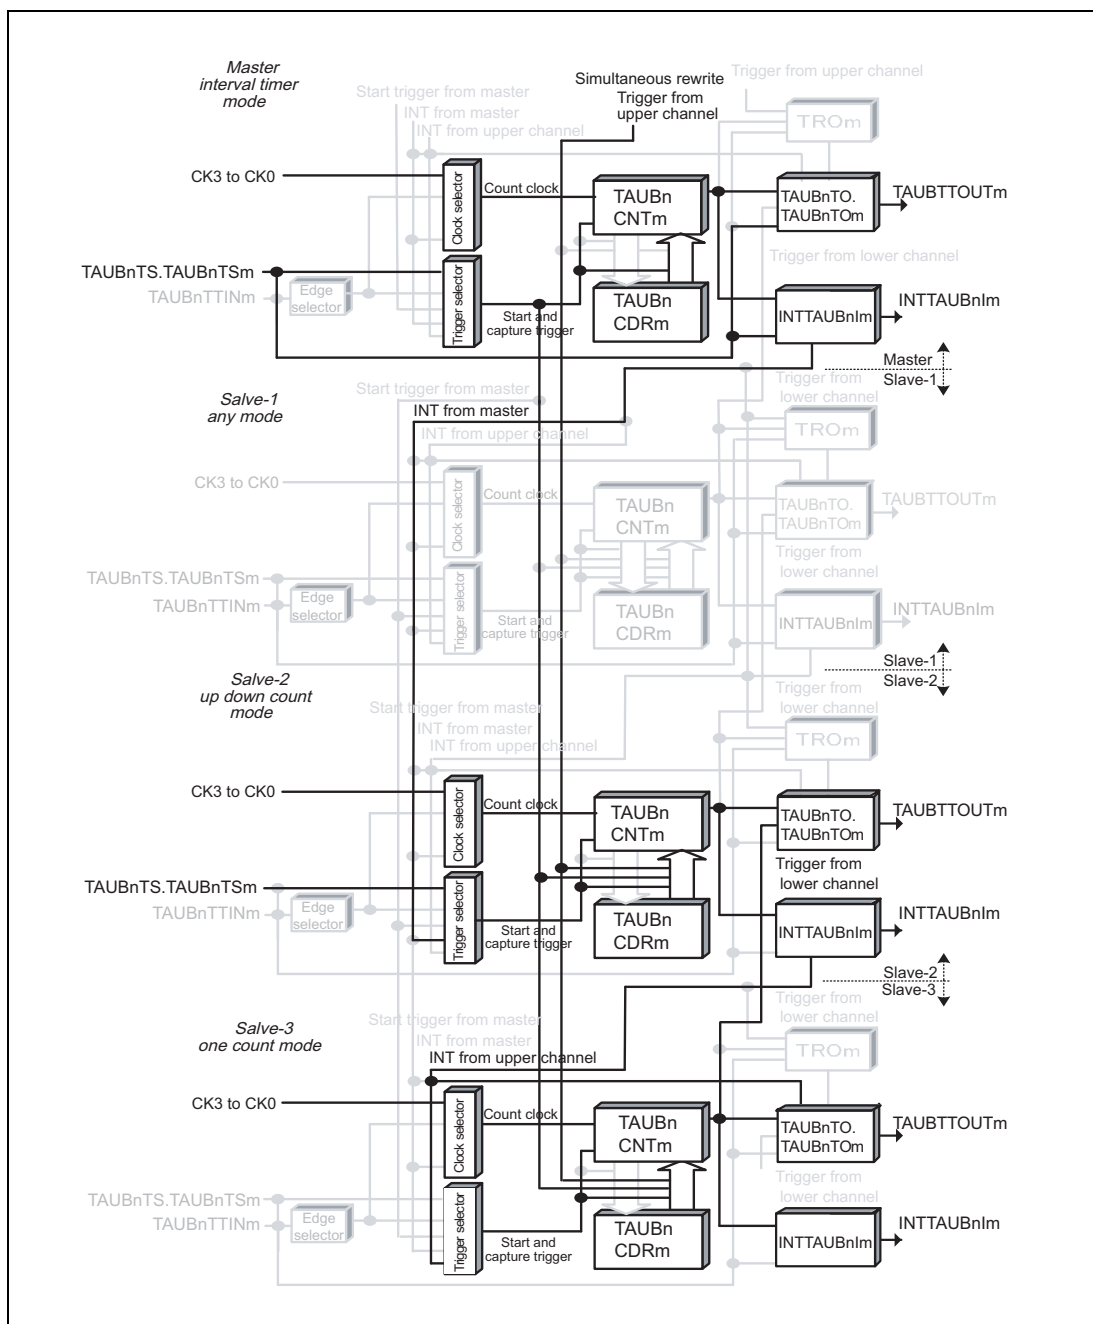 Master
interval timer
mode
Start trigger from master
INT from master
INT from upper channel
Simultaneous rewrite
Trigger from
upper channel
Trigger from upper channel
TROm
CK3 to CK0
Clock selector
Count clock
TAUBn
CNTm
TAUBnTO.
TAUBnTOm
TAUBTTOUTm
TAUBnTS.TAUBnTSm
TAUBnTTINm
Edge
selector
Trigger selector
Start and
capture trigger
TAUBn
CDRm
Trigger from lower channel
INTTAUBnIm
INTTAUBnIm
Master
Slave-1
Salve-1
any mode
Start trigger from master
INT from master
INT from upper channel
Trigger from
lower channel
TROm
CK3 to CK0
Clock selector
Count clock
TAUBn
CNTm
TAUBnTO.
TAUBnTOm
TAUBTTOUTm
TAUBnTS.TAUBnTSm
TAUBnTTINm
Edge
selector
Trigger selector
Start and
capture trigger
TAUBn
CDRm
Trigger from
lower channel
INTTAUBnIm
INTTAUBnIm
Slave-1
Slave-2
Salve-2
up down count
mode
Start trigger from master
INT from master
INT from upper channel
Trigger from
lower channel
TROm
CK3 to CK0
Clock selector
Count clock
TAUBn
CNTm
TAUBnTO.
TAUBnTOm
TAUBTTOUTm
TAUBnTS.TAUBnTSm
TAUBnTTINm
Edge
selector
Trigger selector
Start and
capture trigger
TAUBn
CDRm
Trigger from
lower channel
INTTAUBnIm
INTTAUBnIm
Slave-2
Slave-3
Salve-3
one count mode
Start trigger from master
INT from master
INT from upper channel
Trigger from
lower channel
TROm
CK3 to CK0
Clock selector
Count clock
TAUBn
CNTm
TAUBnTO.
TAUBnTOm
TAUBTTOUTm
TAUBnTS.TAUBnTSm
TAUBnTTINm
Edge
selector
Trigger selector
Start and
capture trigger
TAUBn
CDRm
Trigger from
lower channel
INTTAUBnIm
INTTAUBnIm